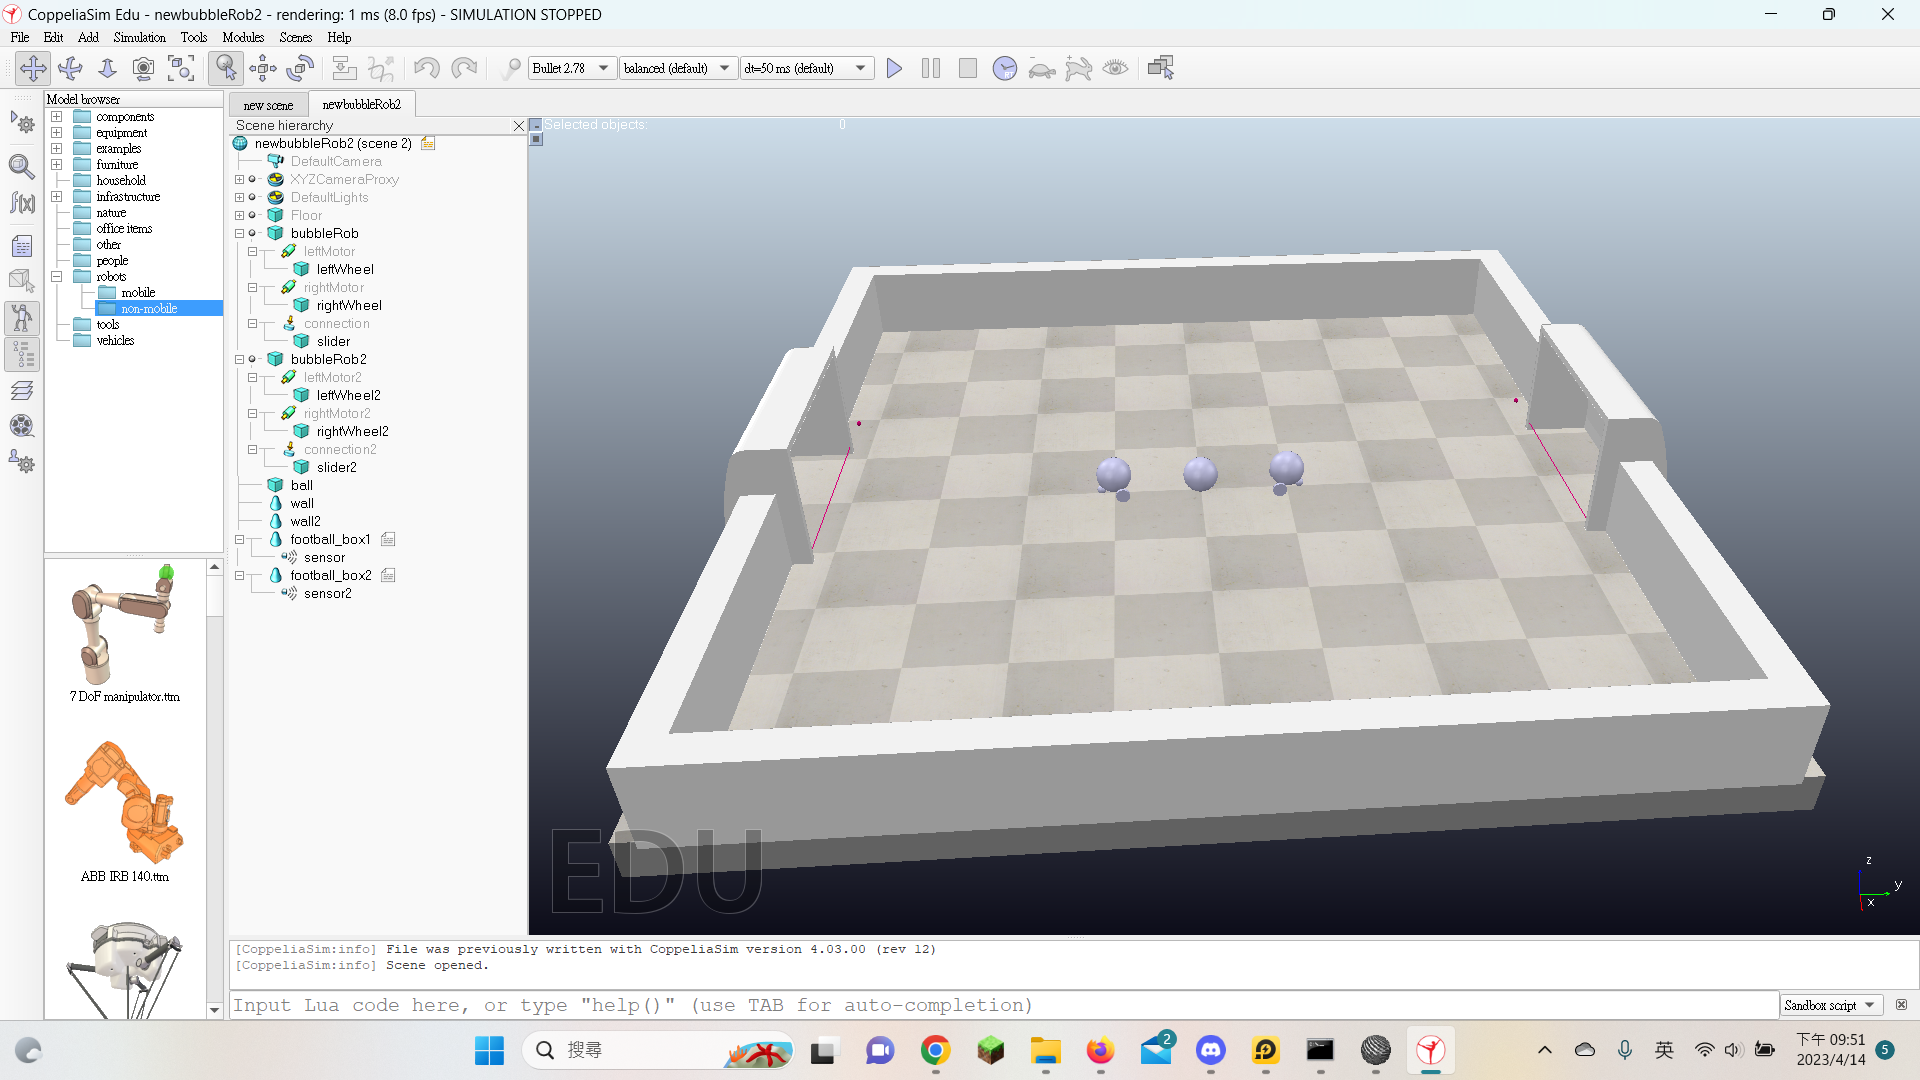 CoppeliaSim Edu - newbubbleRob2 - rendering: 1 ms (8.0 fps) - SIMULATION STOPPED
File Edit Add Simulation Tools Modules Scenes Help
Bullet 2.78 balanced (default) dt=50 ms (default) RT
Model browser
components
equipment
examples
furniture
household
infrastructure
nature
office items
other
people
robots
mobile
non-mobile
tools
vehicles
7 DoF manipulator.ttm
ABB IRB 140.ttm
new scene newbubbleRob2
Scene hierarchy
newbubbleRob2 (scene 2)
DefaultCamera
XYZCameraProxy
DefaultLights
Floor
bubbleRob
leftMotor
leftWheel
rightMotor
rightWheel
connection
slider
bubbleRob2
leftMotor2
leftWheel2
rightMotor2
rightWheel2
connection2
slider2
ball
wall
wall2
football_box1
sensor
football_box2
sensor2
Selected objects: 0
EDU
z
y
x
[CoppeliaSim:info] File was previously written with CoppeliaSim version 4.03.00 (rev 12)
[CoppeliaSim:info] Scene opened.
Input Lua code here, or type "help()" (use TAB for auto-completion)
Sandbox script
搜尋
2
英
下午 09:51
2023/4/14
5